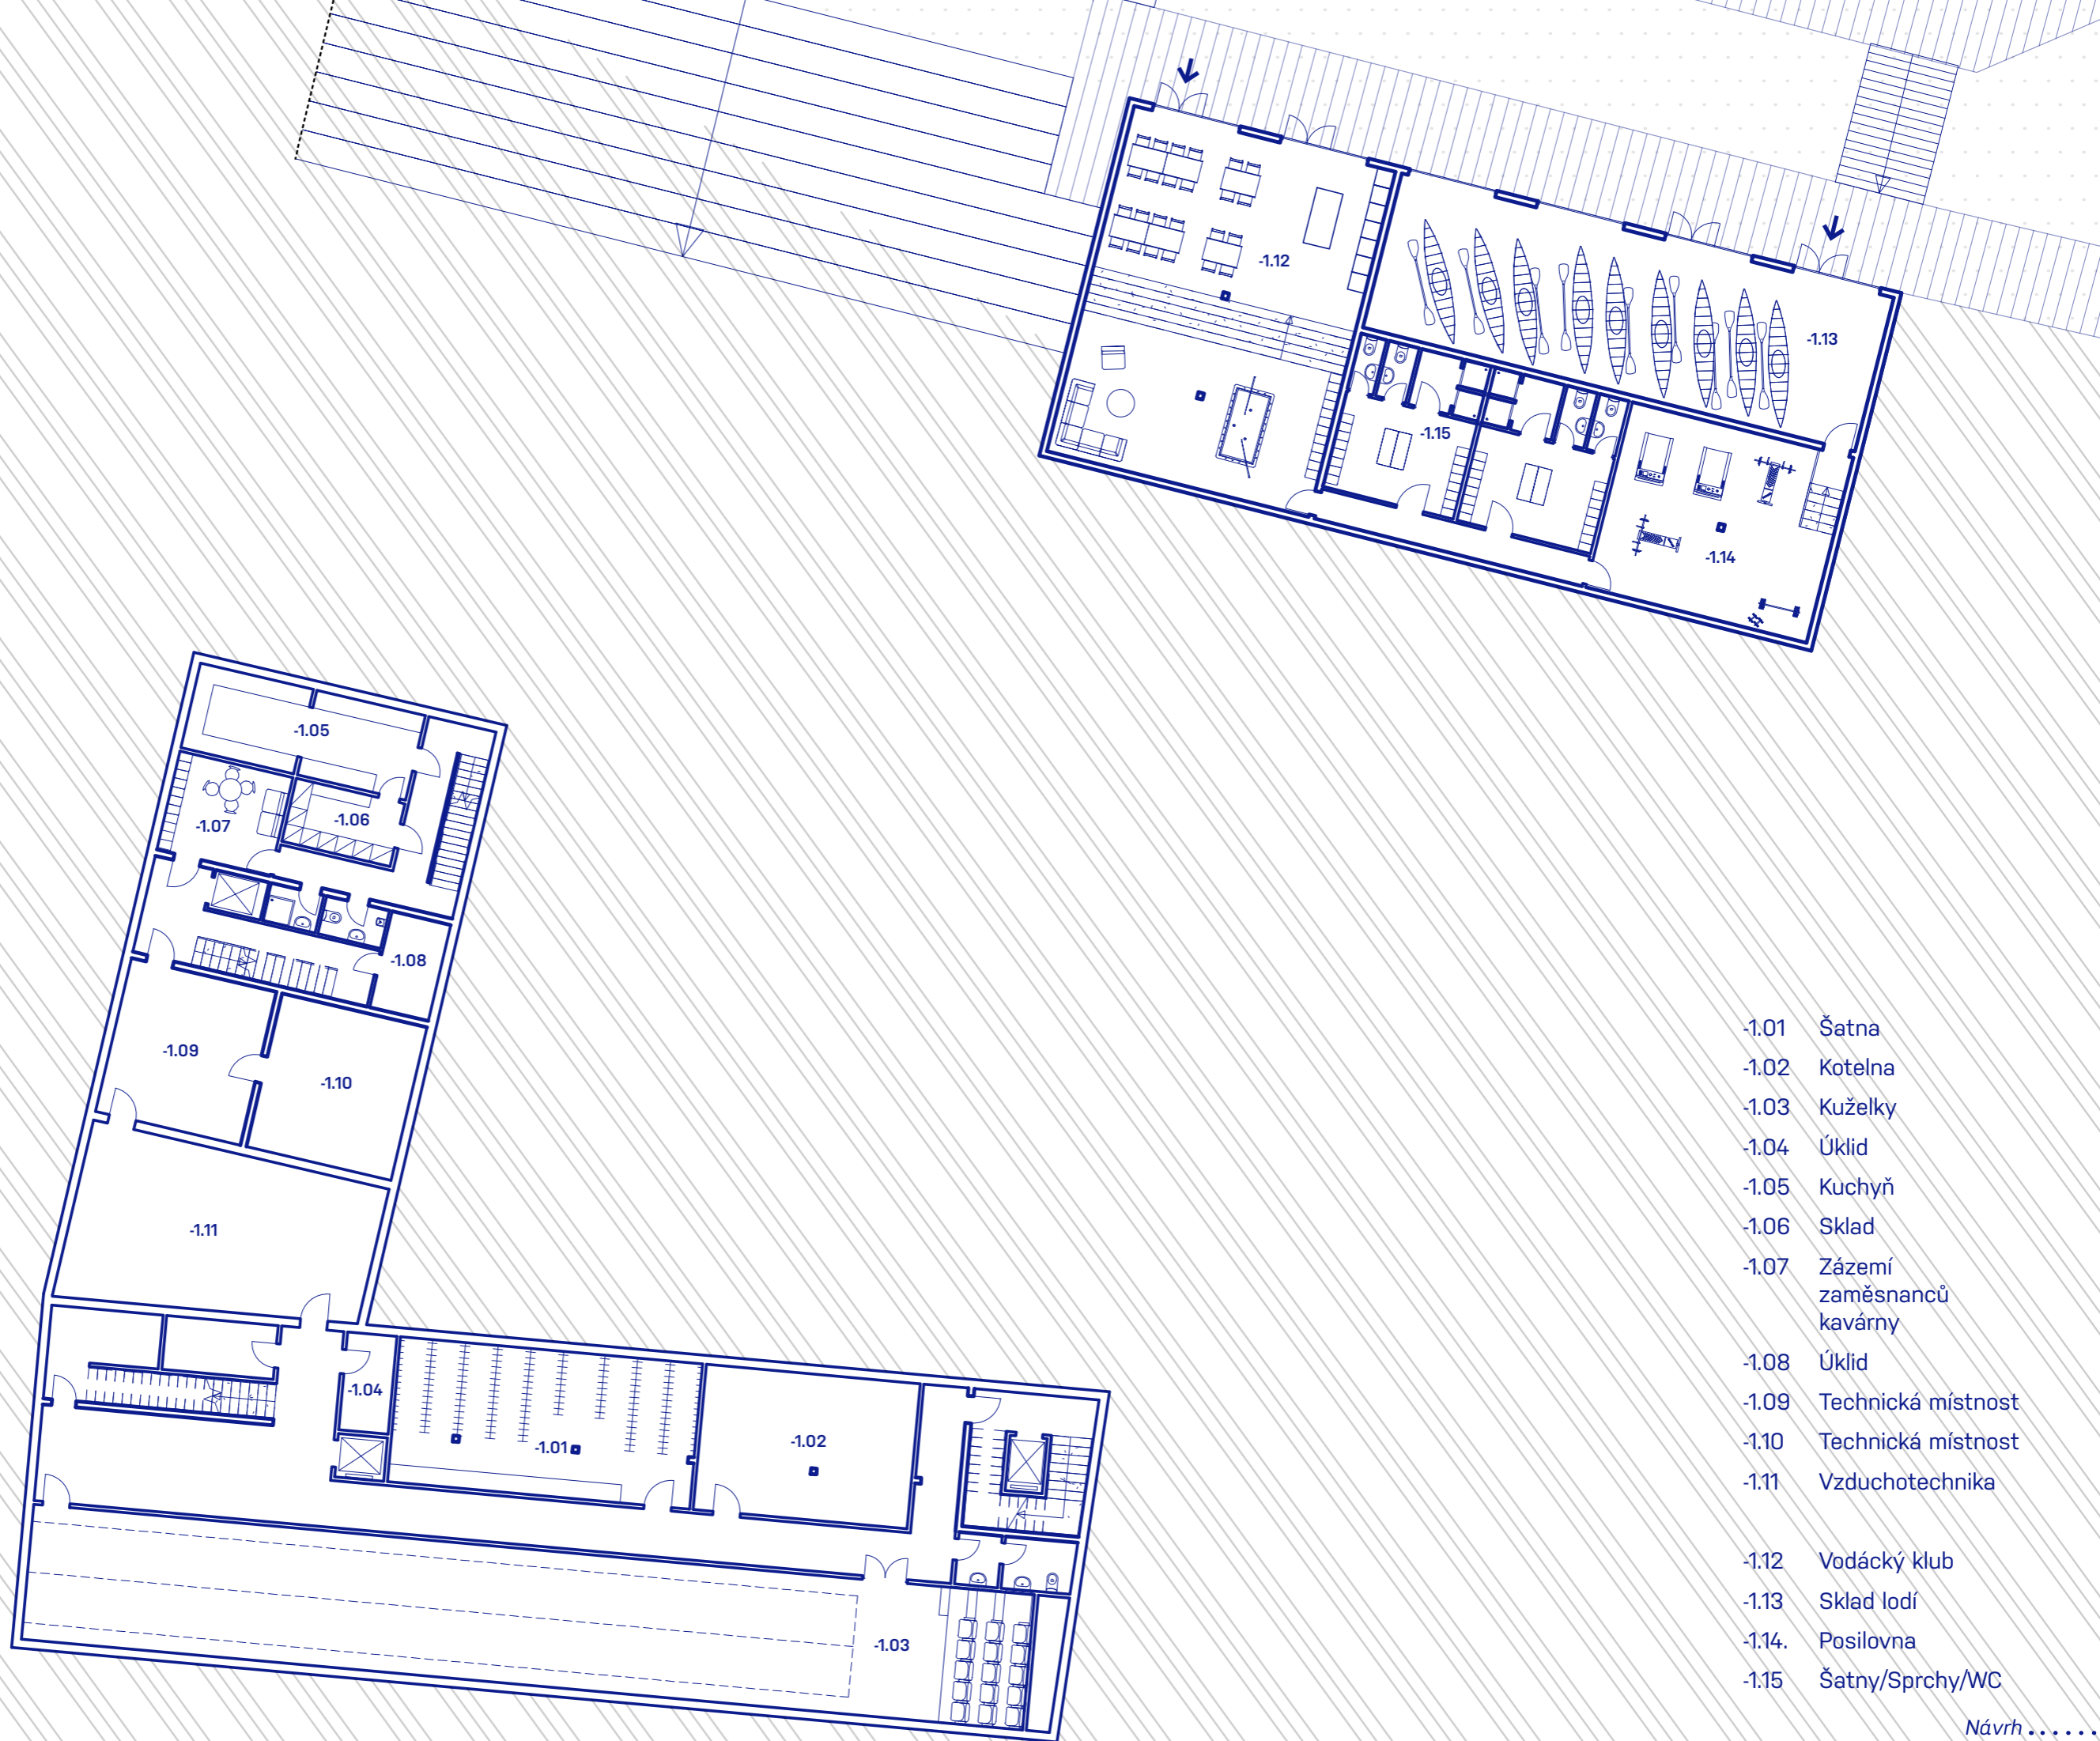 -1.12
-1.13
-1.15
-1.14
-1.05
-1.06
-1.07
-1.08
-1.09
-1.10
-1.11
-1.04
-1.01
-1.02
-1.03
-1.01 Šatna
-1.02 Kotelna
-1.03 Kuželky
-1.04 Úklid
-1.05 Kuchyň
-1.06 Sklad
-1.07 Zázemí
zaměsnanců
kavárny
-1.08 Úklid
-1.09 Technická místnost
-1.10 Technická místnost
-1.11 Vzduchotechnika
-1.12 Vodácký klub
-1.13 Sklad lodí
-1.14. Posilovna
-1.15 Šatny/Sprchy/WC
Návrh . . . . . .